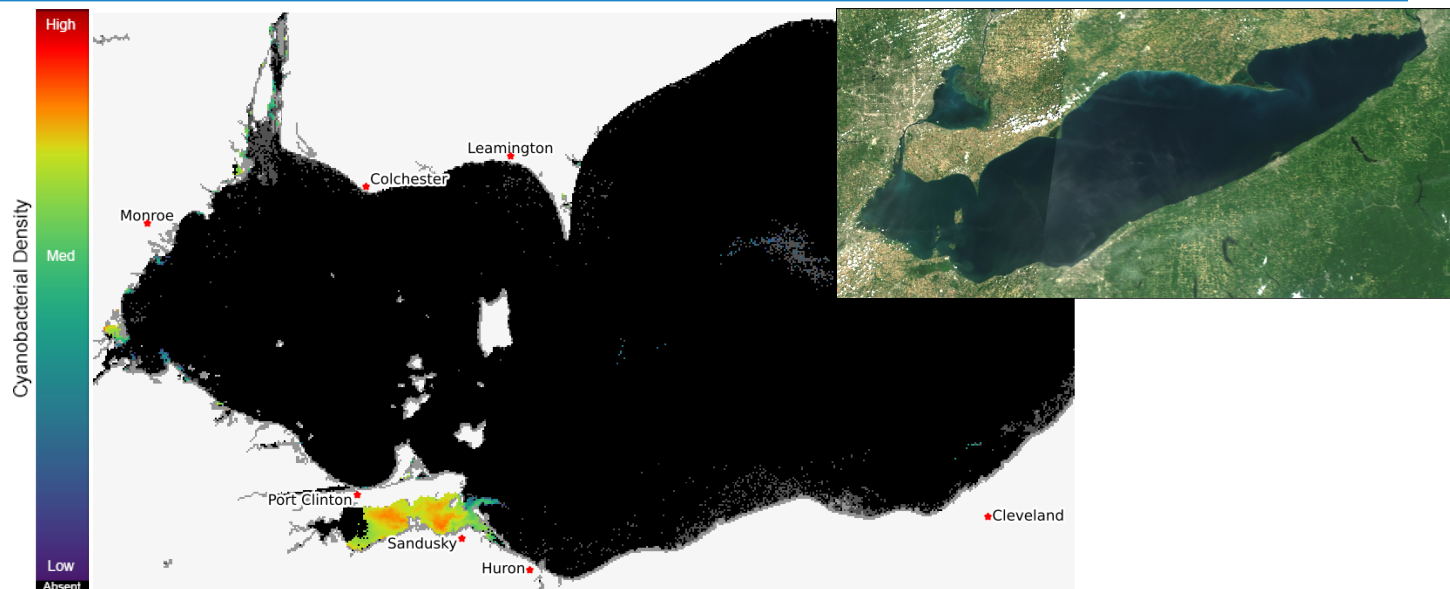 High
Med
Low
Absent
Cyanobacterial Density
Monroe
Colchester
Leamington
Port Clinton
Sandusky
Huron
Cleveland